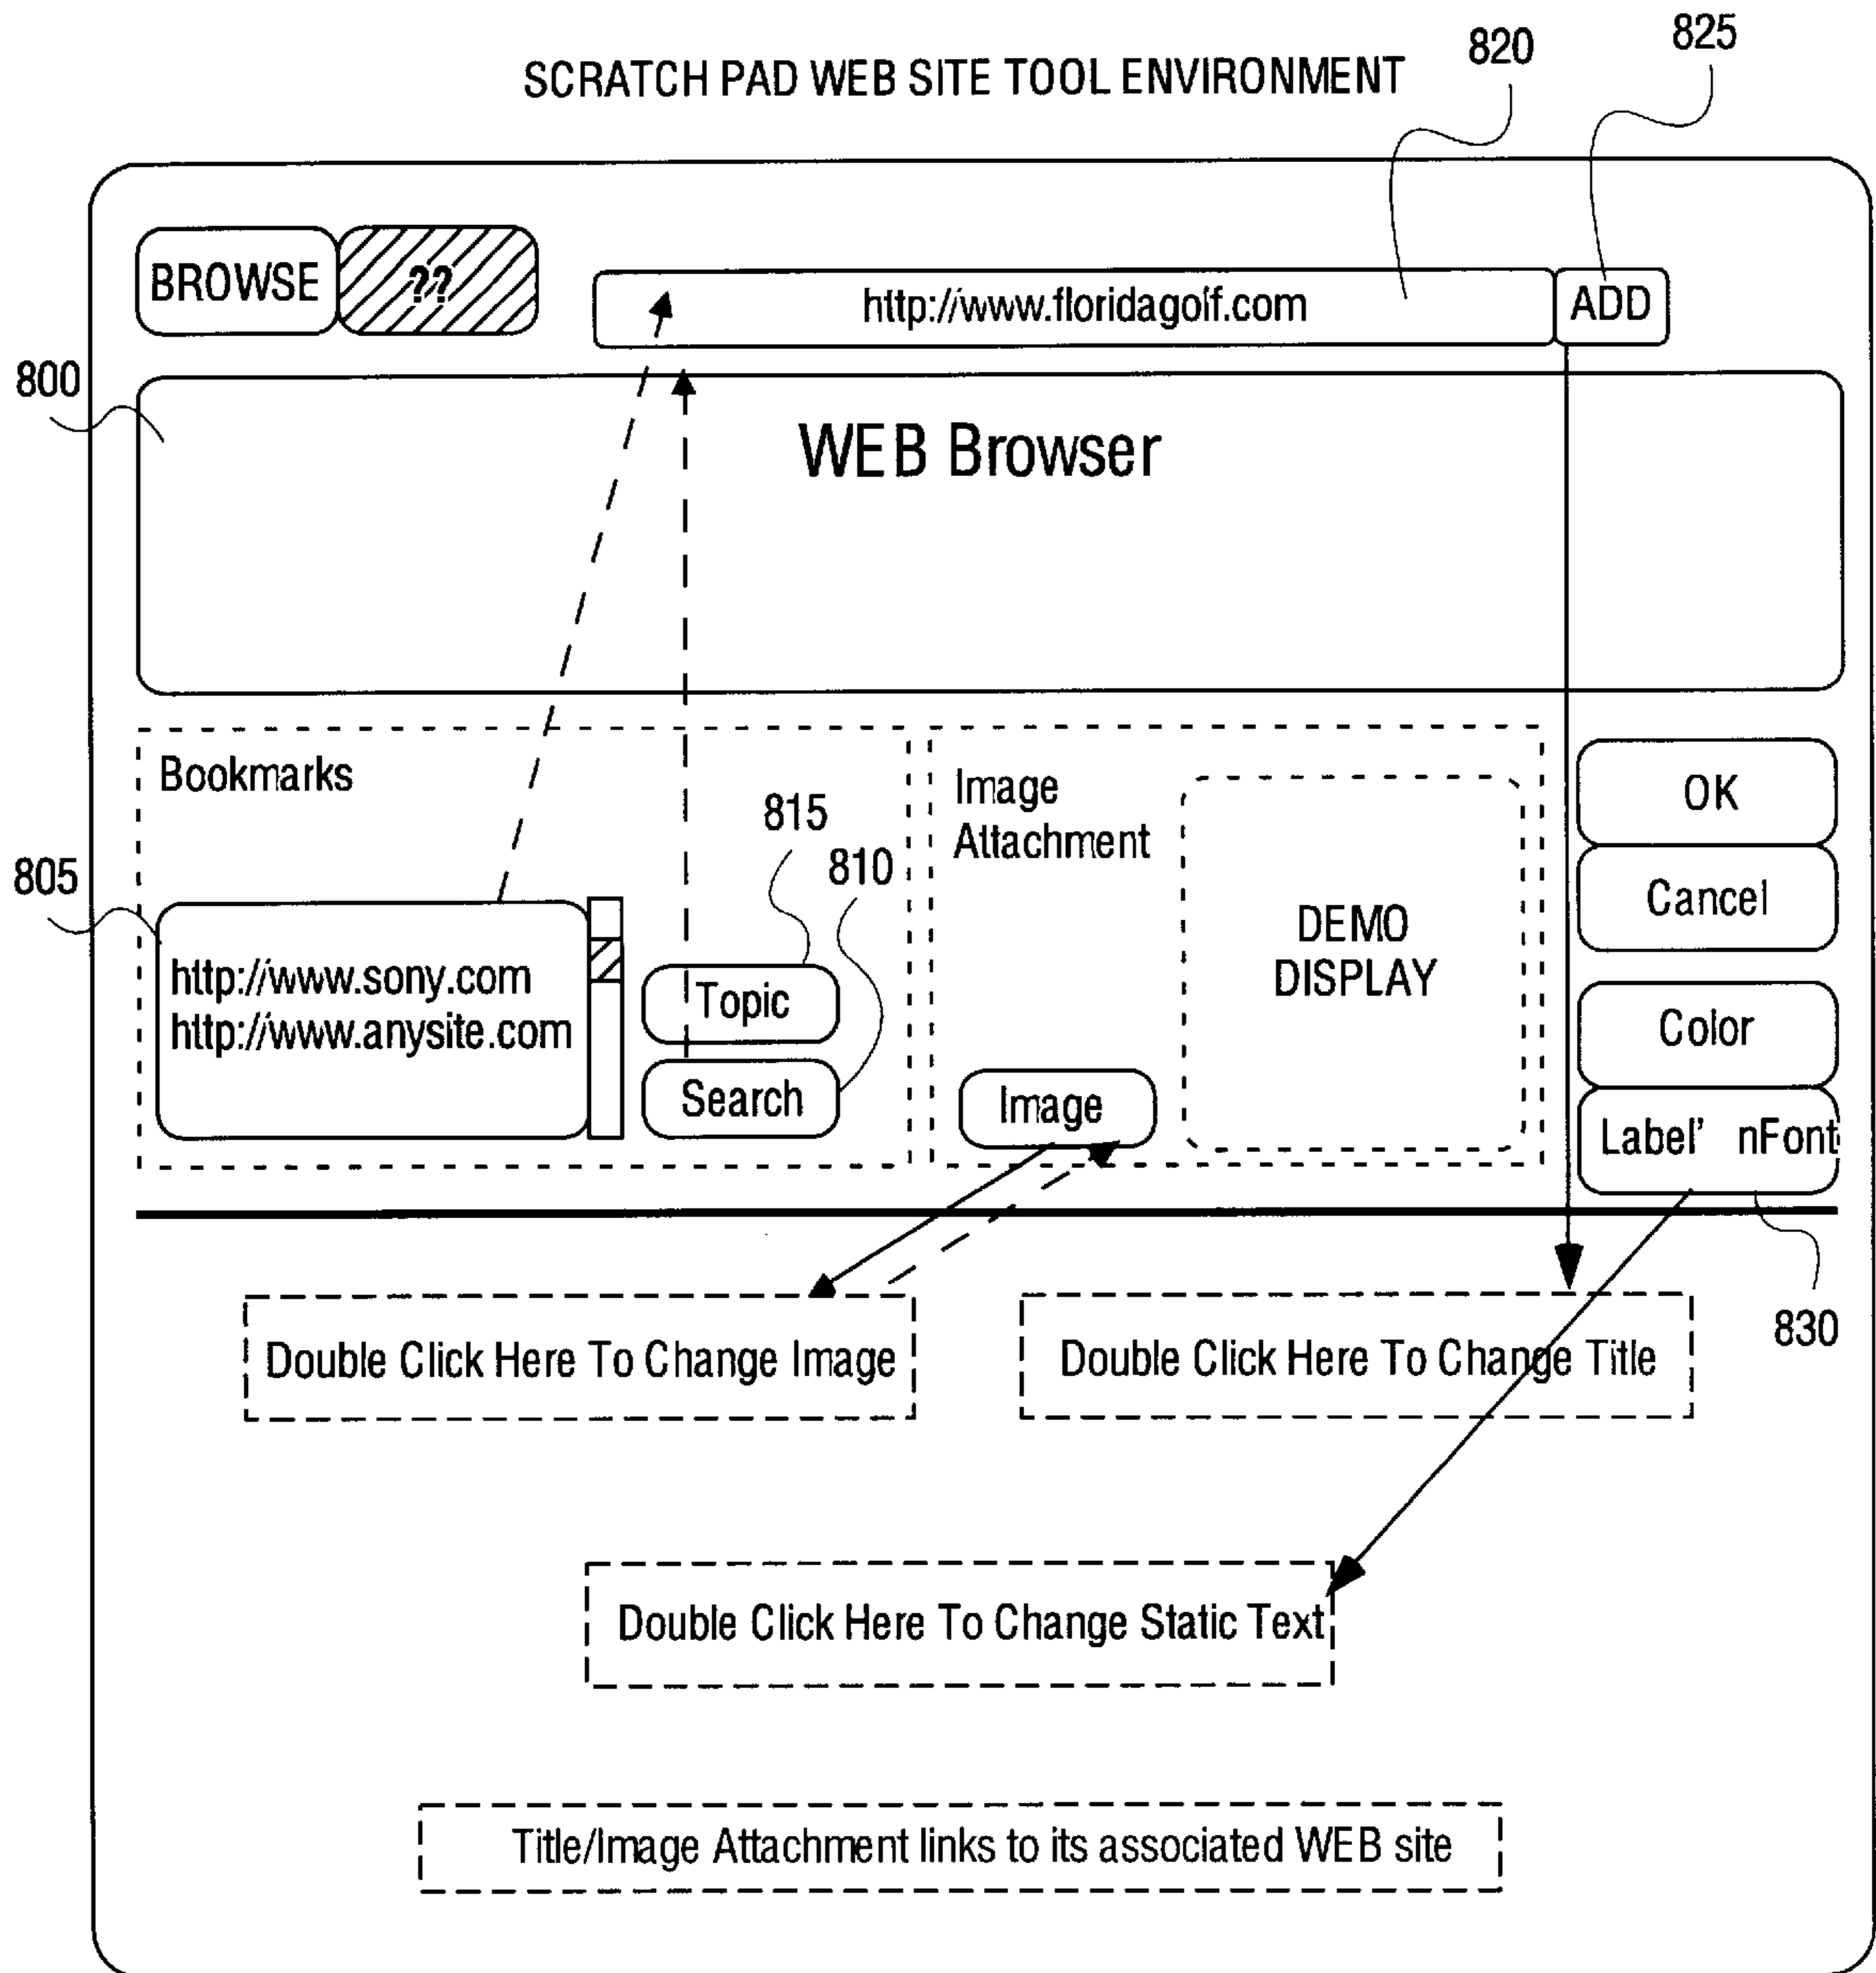 820
825
SCRATCH PAD WEB SITE TOOL ENVIRONMENT
BROWSE
??
http://www.floridagolf.com
ADD
800
WEB Browser
Bookmarks
815
810
805
http://www.sony.com
http://www.anysite.com
Topic
Search
Image
Attachment
DEMO
DISPLAY
Image
OK
Cancel
Color
Label' nFont
830
Double Click Here To Change Image
Double Click Here To Change Title
Double Click Here To Change Static Text
Title/Image Attachment links to its associated WEB site